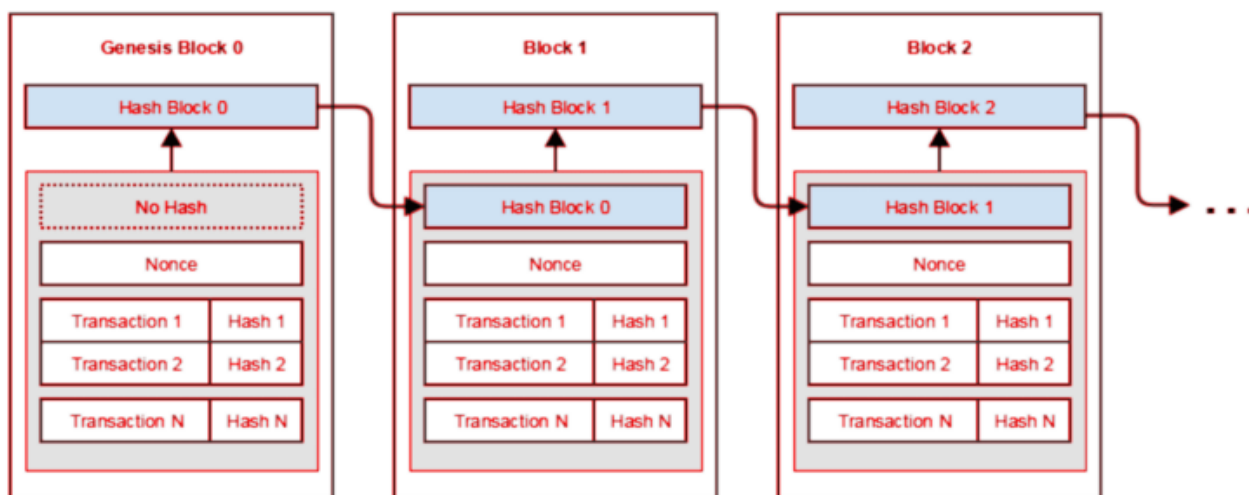 Genesis Block 0
Hash Block 0
No Hash
Nonce
Transaction 1 Hash 1
Transaction 2 Hash 2
Transaction N Hash N
Block 1
Hash Block 1
Hash Block 0
Nonce
Transaction 1 Hash 1
Transaction 2 Hash 2
Transaction N Hash N
Block 2
Hash Block 2
Hash Block 1
Nonce
Transaction 1 Hash 1
Transaction 2 Hash 2
Transaction N Hash N
...